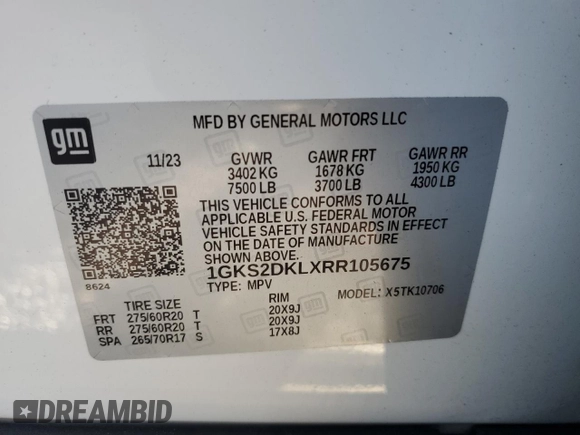 gm
MFD BY GENERAL MOTORS LLC
11/23 GVWR GAWR FRT GAWR RR
3402 KG 1678 KG 1950 KG
7500 LB 3700 LB 4300 LB
THIS VEHICLE CONFORMS TO ALL
APPLICABLE U.S. FEDERAL MOTOR
VEHICLE SAFETY STANDARDS IN EFFECT
ON THE DATE OF MANUFACTURE
SHOWN ABOVE.
8624
1GKS2DKLXRR105675
TYPE: MPV MODEL: X5TK10706
TIRE SIZE RIM
FRT 275/60R20 T 20X9J
RR 275/60R20 T 20X9J
SPA 265/70R17 S 17X8J
DREAMBID